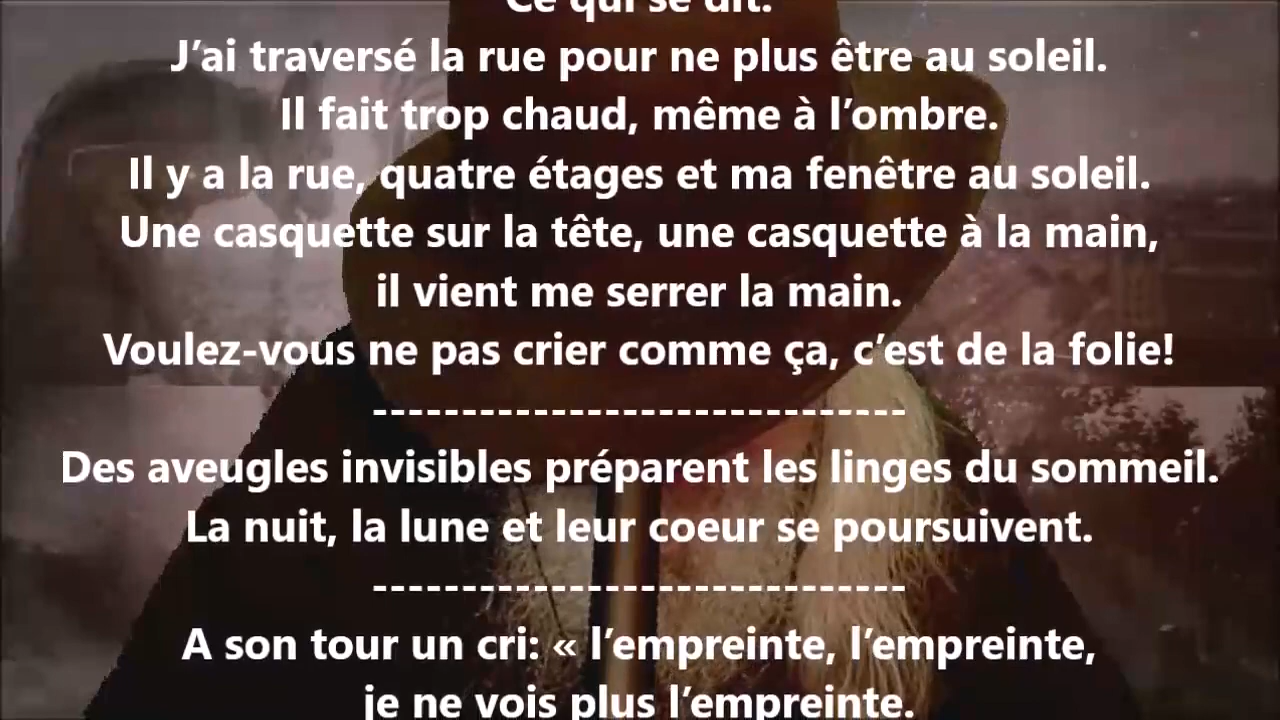 Ce qui se dit.
J’ai traversé la rue pour ne plus être au soleil.
Il fait trop chaud, même à l’ombre.
Il y a la rue, quatre étages et ma fenêtre au soleil.
Une casquette sur la tête, une casquette à la main,
il vient me serrer la main.
Voulez-vous ne pas crier comme ça, c’est de la folie!
------------------------------
Des aveugles invisibles préparent les linges du sommeil.
La nuit, la lune et leur coeur se poursuivent.
------------------------------
A son tour un cri: « l’empreinte, l’empreinte,
je ne vois plus l’empreinte.